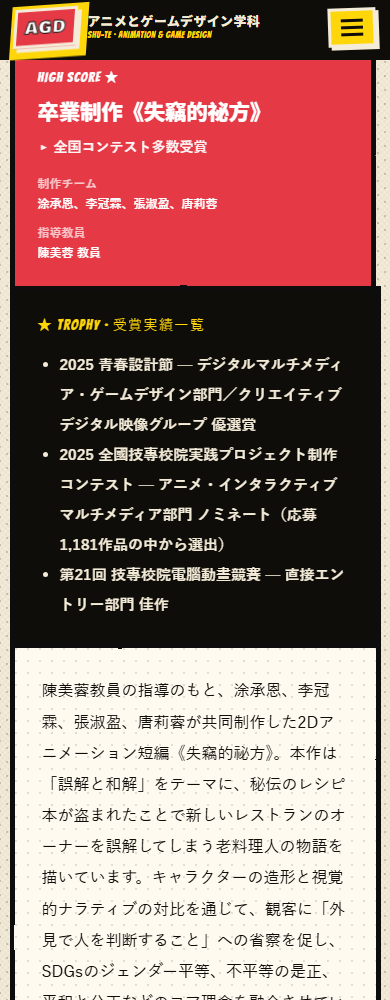 AGD
アニメとゲームデザイン学科
SHU-TE・ANIMATION & GAME DESIGN
HIGH SCORE ★
卒業制作《失竊的祕方》
▸ 全国コンテスト多数受賞
制作チーム
涂承恩、李冠霖、張淑盈、唐莉蓉
指導教員
陳美蓉 教員
★ TROPHY・受賞実績一覧
• 2025 青春設計節 — デジタルマルチメディ
ア・ゲームデザイン部門／クリエイティブ
デジタル映像グループ 優選賞
• 2025 全國技専校院実践プロジェクト制作
コンテスト — アニメ・インタラクティブ
マルチメディア部門 ノミネート（応募
1,181作品の中から選出）
• 第21回 技専校院電腦動畫競賽 — 直接エン
トリー部門 佳作
陳美蓉教員の指導のもと、涂承恩、李冠
霖、張淑盈、唐莉蓉が共同制作した2Dア
ニメーション短編《失竊的祕方》。本作は
「誤解と和解」をテーマに、秘伝のレシピ
本が盗まれたことで新しいレストランのオ
ーナーを誤解してしまう老料理人の物語を
描いています。キャラクターの造形と視覚
的ナラティブの対比を通じて、観客に「外
見で人を判断すること」への省察を促し、
SDGsのジェンダー平等、不平等の是正、